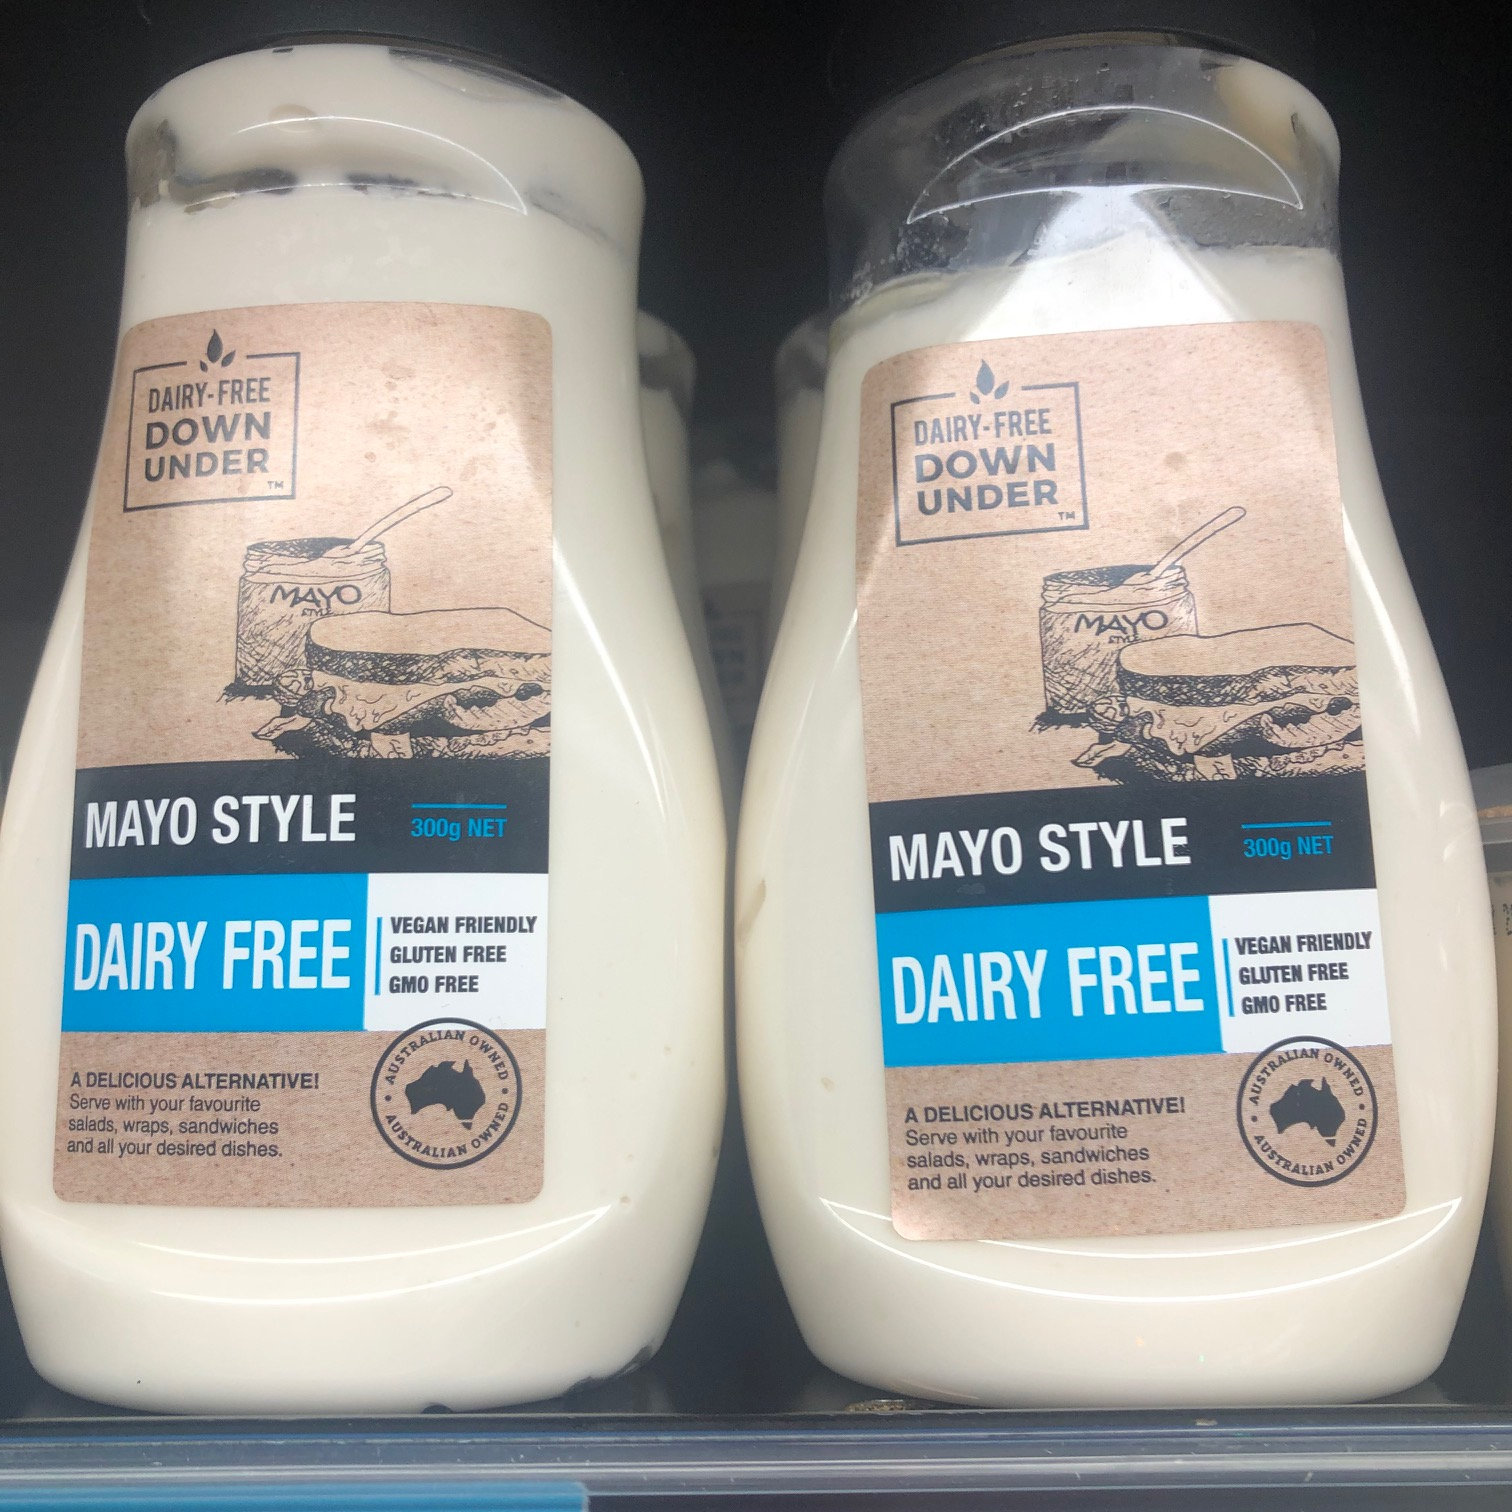 DAIRY-FREE
DOWN
UNDER
TM
MAYO
STYLE
MAYO STYLE
300g NET
DAIRY FREE
VEGAN FRIENDLY
GLUTEN FREE
GMO FREE
A DELICIOUS ALTERNATIVE!
Serve with your favourite
salads, wraps, sandwiches
and all your desired dishes.
AUSTRALIAN OWNED
AUSTRALIAN OWNED
DAIRY-FREE
DOWN
UNDER
TM
MAYO
STYLE
MAYO STYLE
300g NET
DAIRY FREE
VEGAN FRIENDLY
GLUTEN FREE
GMO FREE
A DELICIOUS ALTERNATIVE!
Serve with your favourite
salads, wraps, sandwiches
and all your desired dishes.
AUSTRALIAN OWNED
AUSTRALIAN OWNED